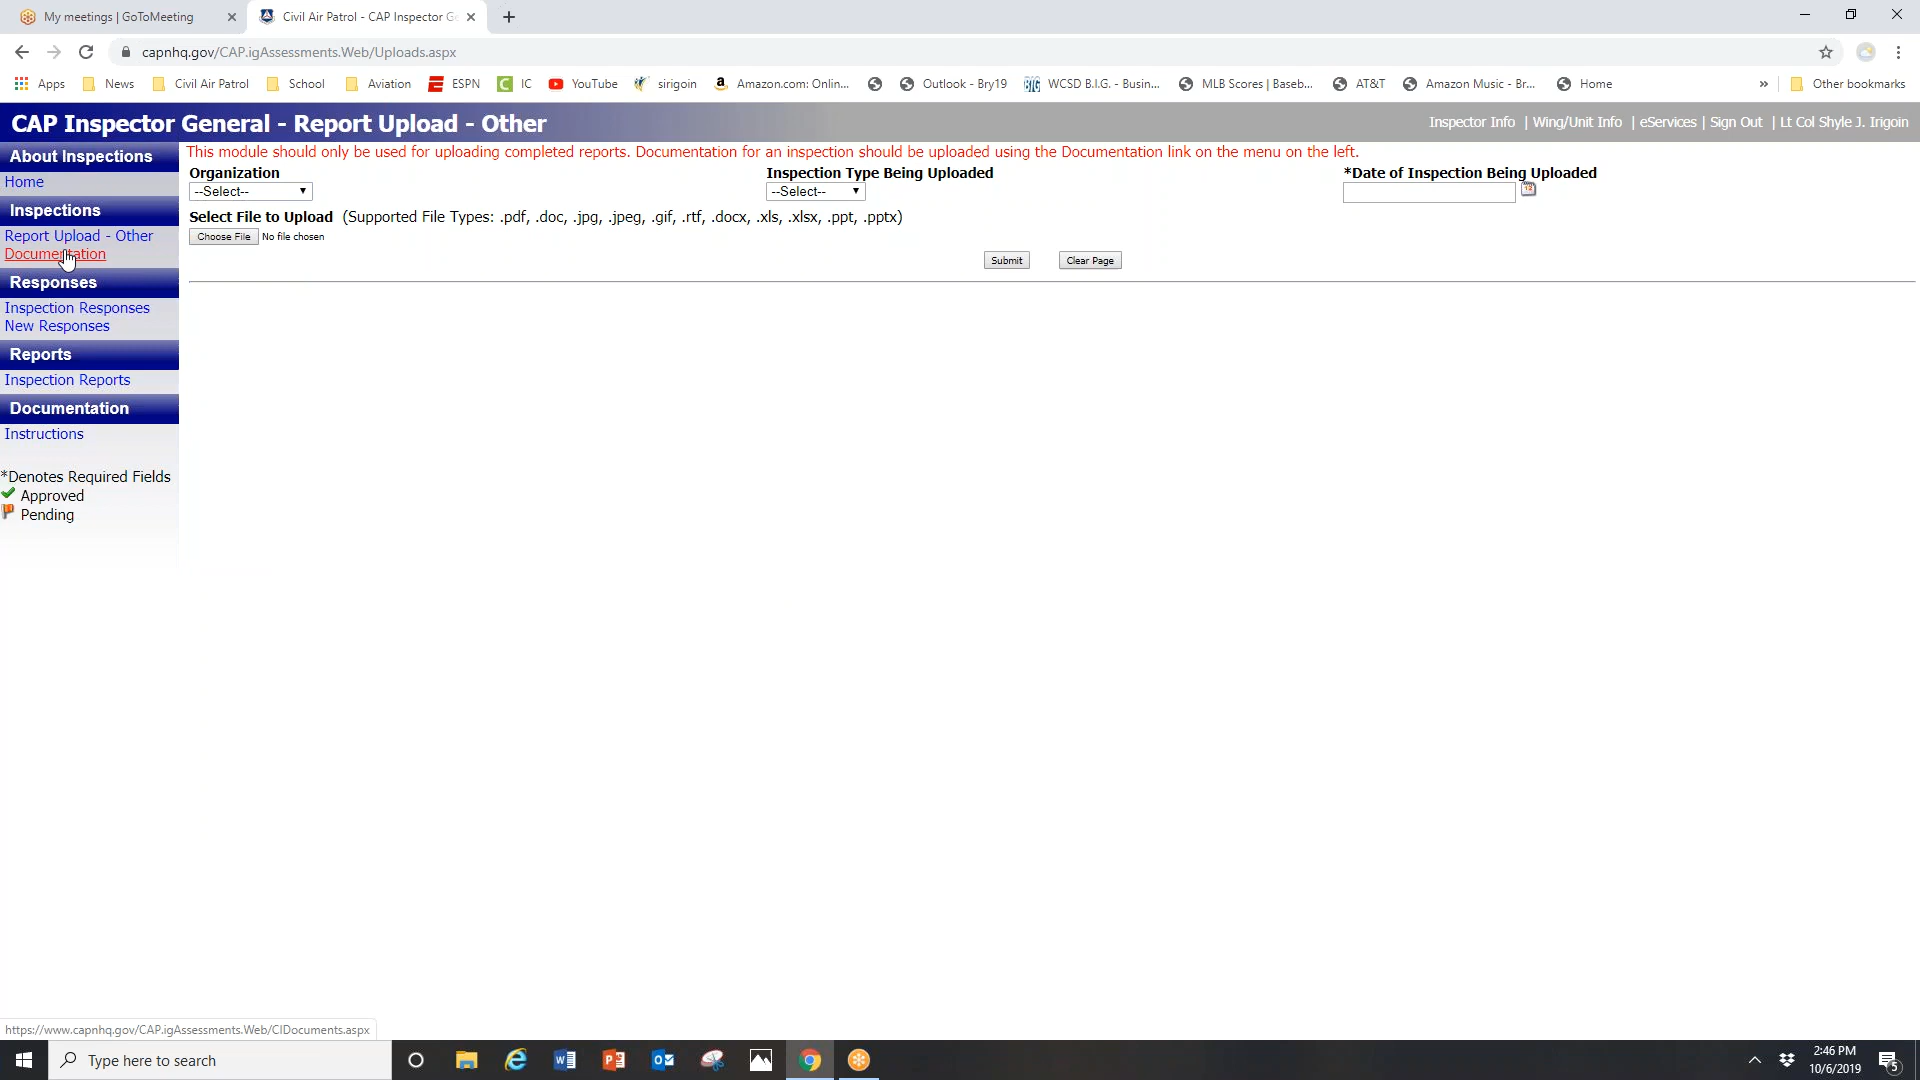 My meetings | GoToMeeting
Civil Air Patrol - CAP Inspector Ge
capnhq.gov/CAP.igAssessments.Web/Uploads.aspx
Apps News Civil Air Patrol School Aviation ESPN IC YouTube sirigoin Amazon.com: Onlin... Outlook - Bry19 WCSD B.I.G. - Busin... MLB Scores | Baseb... AT&T Amazon Music - Br... Home » Other bookmarks
CAP Inspector General - Report Upload - Other
Inspector Info | Wing/Unit Info | eServices | Sign Out | Lt Col Shyle J. Irigoin
About Inspections
Home
Inspections
Report Upload - Other
Documentation
Responses
Inspection Responses
New Responses
Reports
Inspection Reports
Documentation
Instructions
*Denotes Required Fields
Approved
Pending
This module should only be used for uploading completed reports. Documentation for an inspection should be uploaded using the Documentation link on the menu on the left.
Organization
--Select--
Inspection Type Being Uploaded
--Select--
*Date of Inspection Being Uploaded
Select File to Upload (Supported File Types: .pdf, .doc, .jpg, .jpeg, .gif, .rtf, .docx, .xls, .xlsx, .ppt, .pptx)
Choose File No file chosen
Submit
Clear Page
https://www.capnhq.gov/CAP.igAssessments.Web/CIDocuments.aspx
Type here to search
2:46 PM
10/6/2019
5